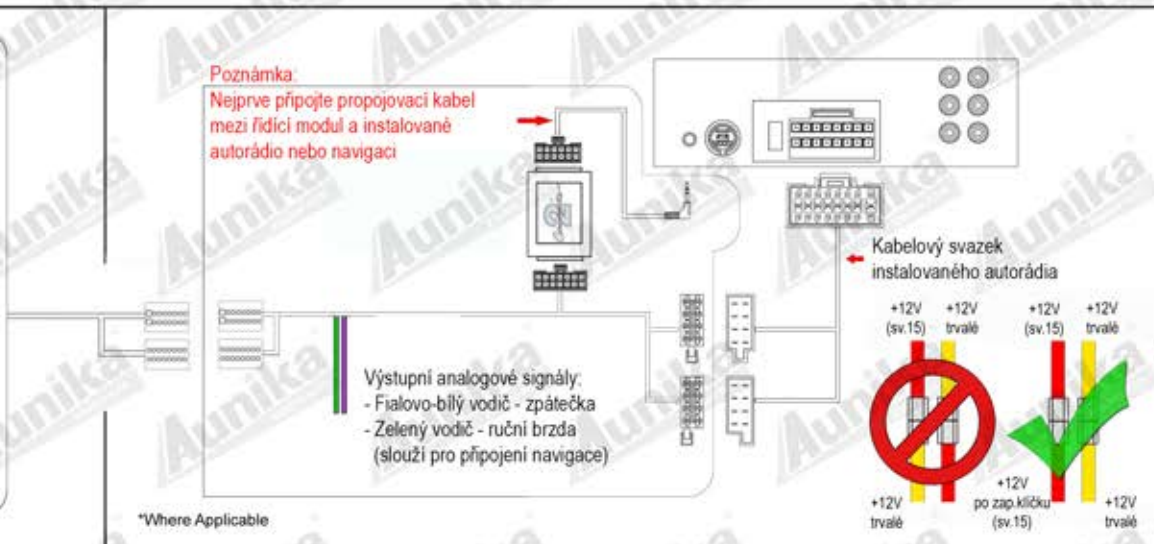 Poznámka:
Nejprve připojte propojovací kabel
mezi řídící modul a instalované
autorádio nebo navigaci
Kabelový svazek
instalovaného autorádia
+12V
(sv.15)
+12V
trvalé
+12V
(sv.15)
+12V
trvalé
Výstupní analogové signály:
- Fialovo-bílý vodič - zpátečka
- Zelený vodič - ruční brzda
(slouží pro připojení navigace)
+12V
trvalé
+12V
po zap.klíčku
(sv.15)
+12V
trvalé
*Where Applicable
Aunika